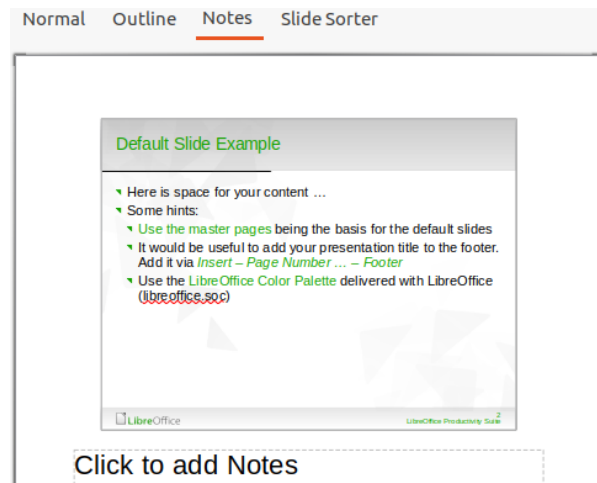 Normal Outline Notes Slide Sorter
Default Slide Example
Here is space for your content …
Some hints:
Use the master pages being the basis for the default slides
It would be useful to add your presentation title to the footer.
Add it via Insert – Page Number ... – Footer
Use the LibreOffice Color Palette delivered with LibreOffice
(libreoffice.soc)
2
LibreOffice LibreOffice Productivity Suite
Click to add Notes